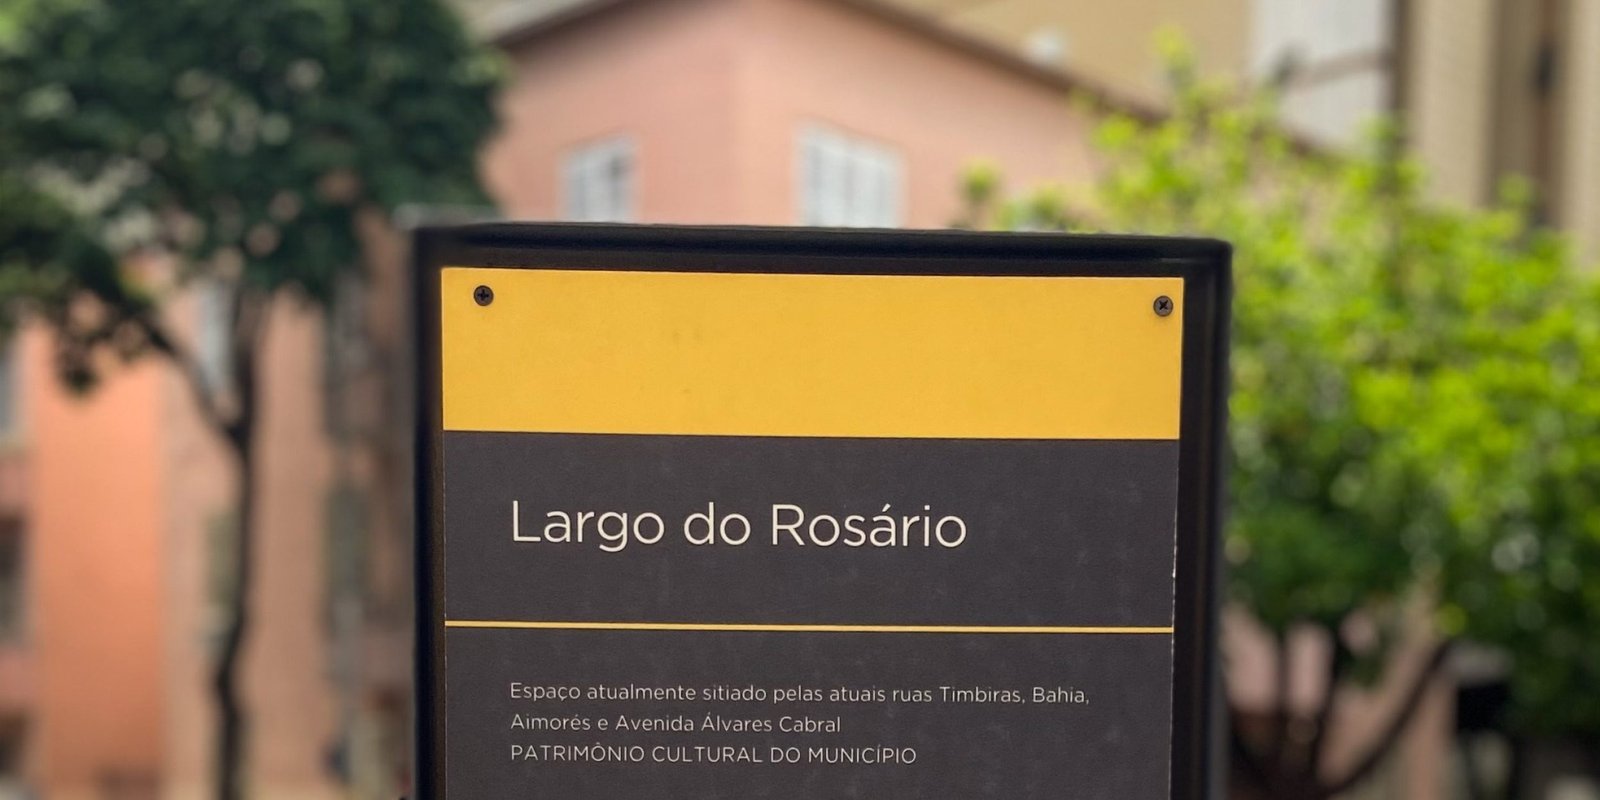 Largo do Rosário
Espaço atualmente sitiado pelas atuais ruas Timbiras, Bahia,
Aimorés e Avenida Álvares Cabral
PATRIMÔNIO CULTURAL DO MUNICÍPIO